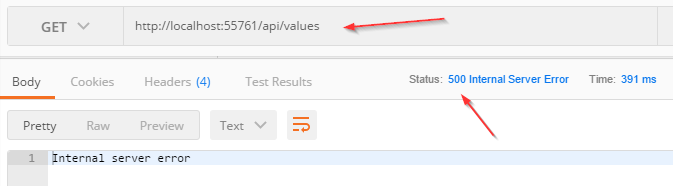 GET http://localhost:55761/api/values
Body Cookies Headers (4) Test Results Status: 500 Internal Server Error Time: 391 ms
Pretty Raw Preview Text
1 Internal server error